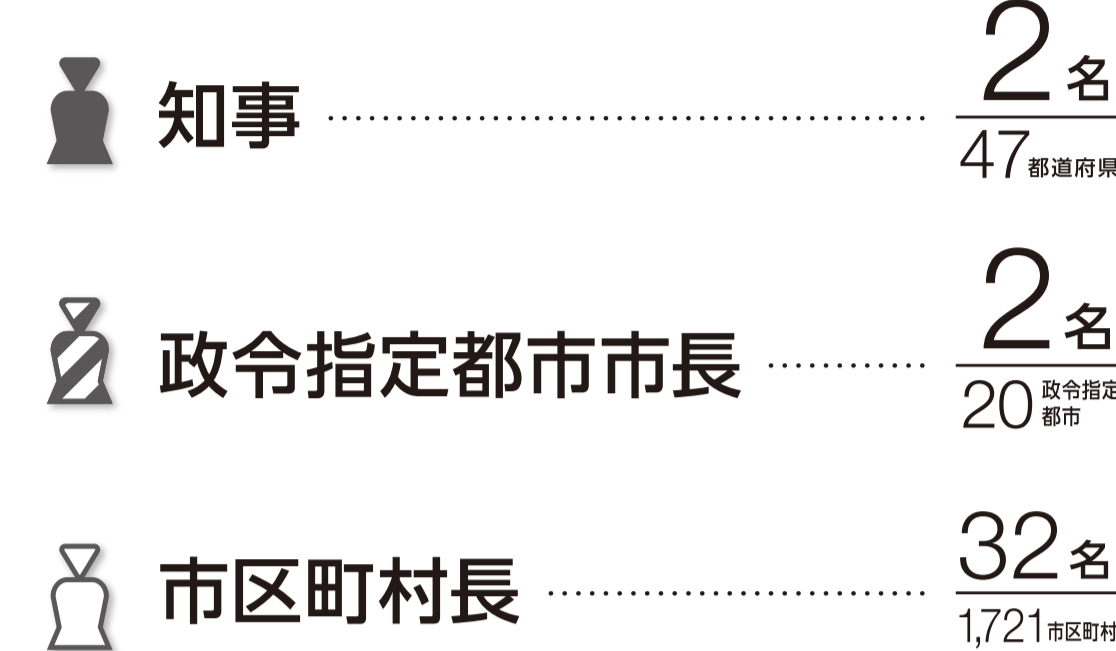 知事 2名
47都道府県
政令指定都市市長 2名
20 政令指定
都市
市区町村長 32名
1,721市区町村